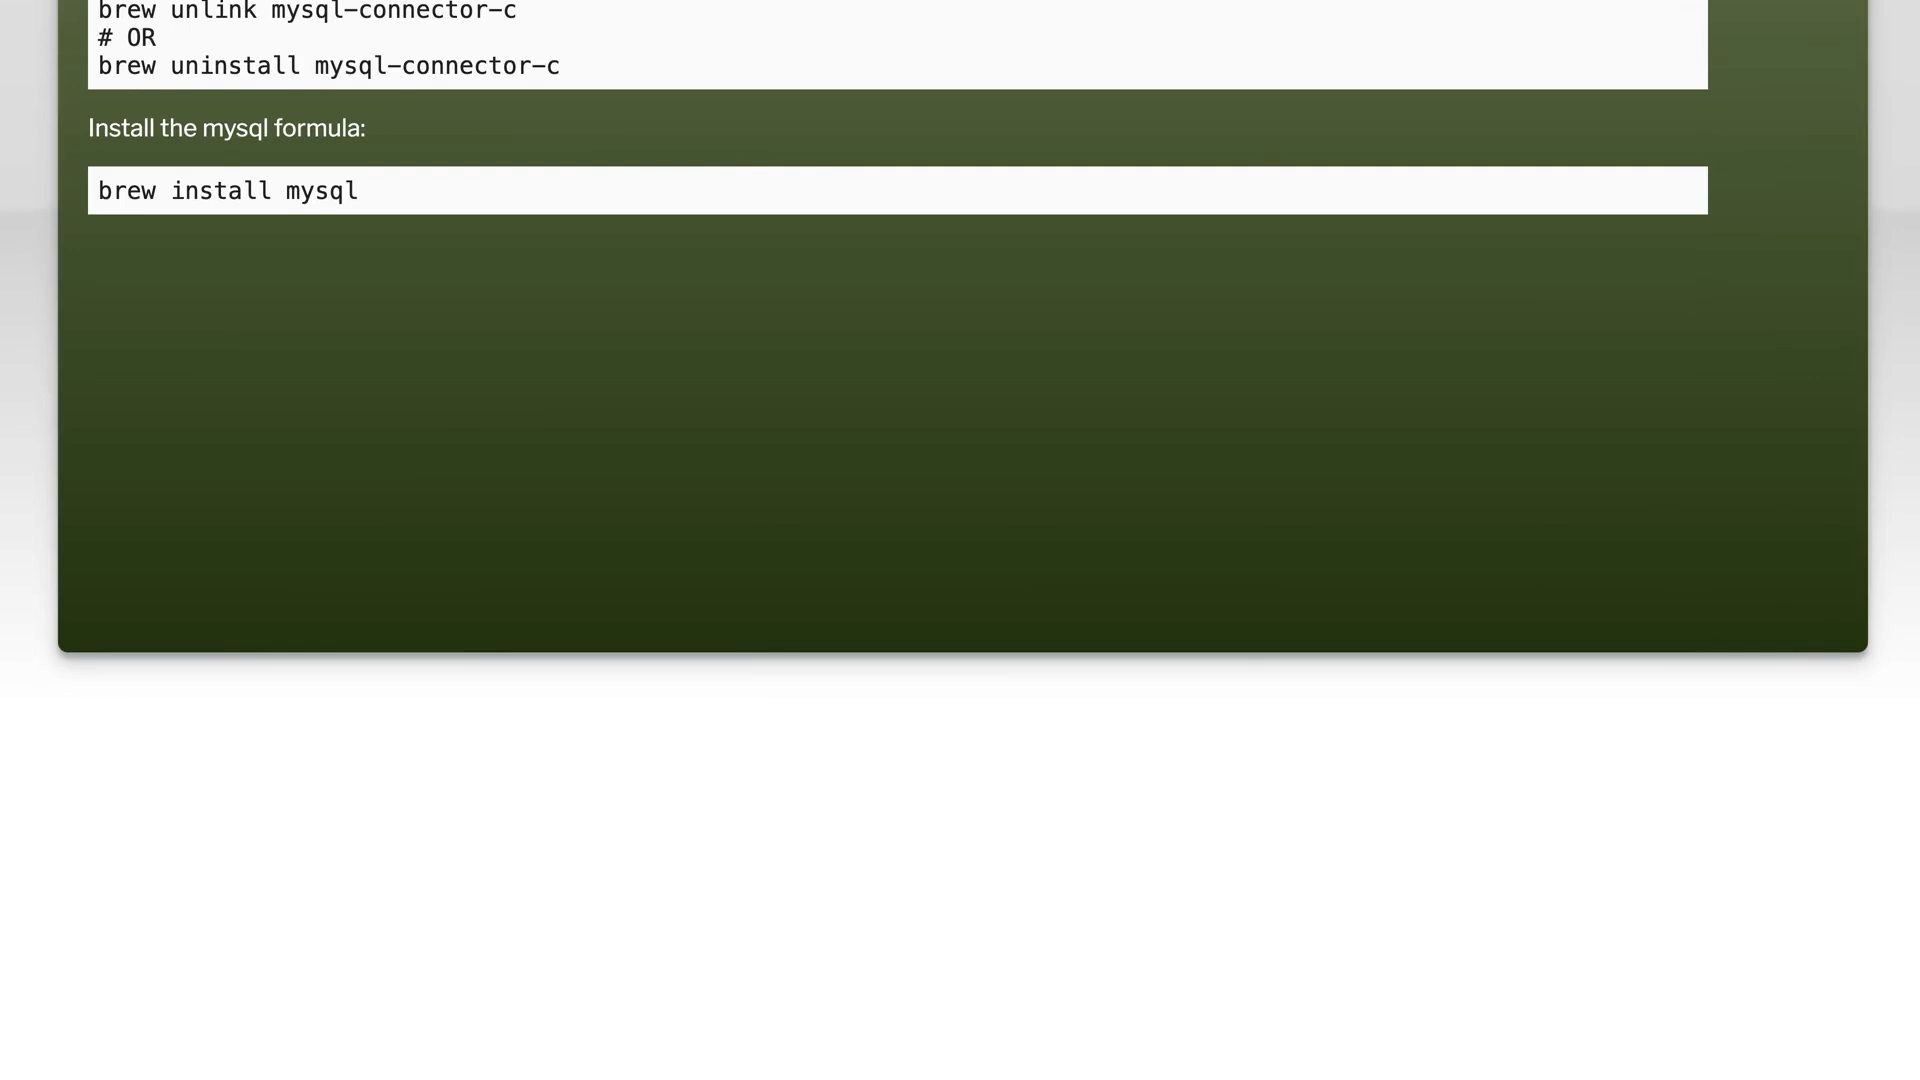 brew unlink mysql-connector-c
# OR
brew uninstall mysql-connector-c
Install the mysql formula:
brew install mysql